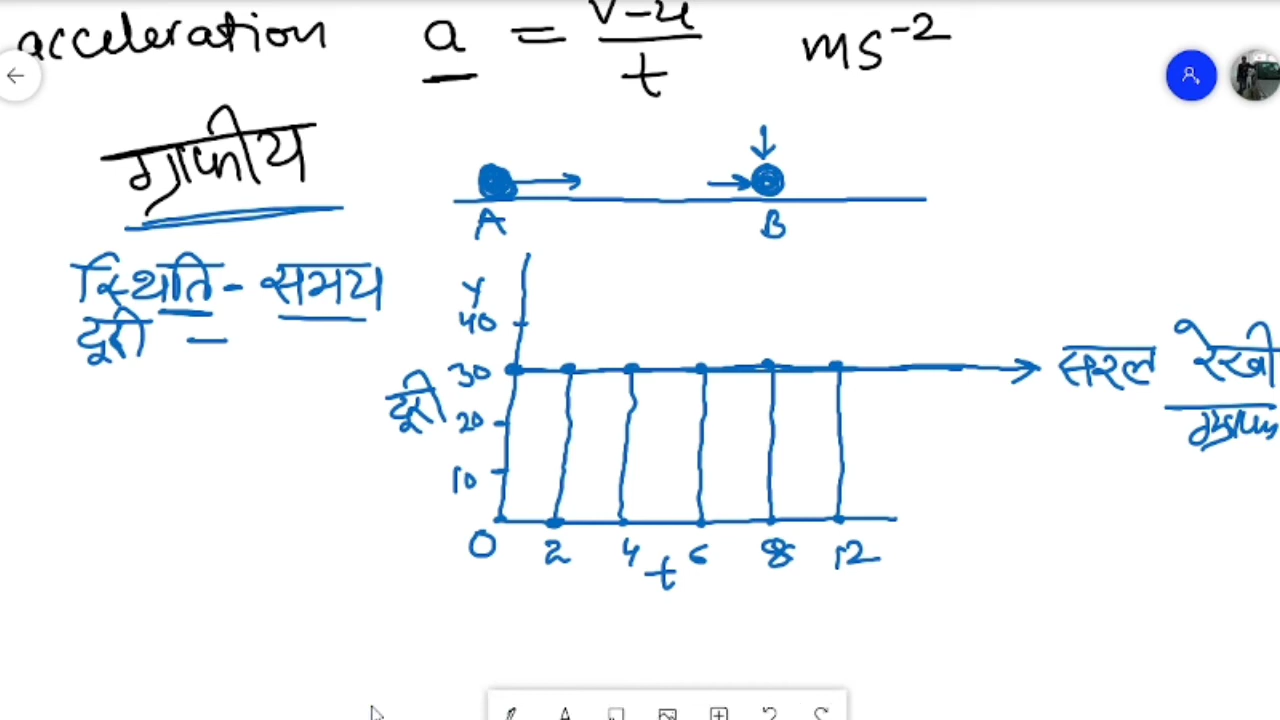 acceleration a = v-u/t ms⁻²
ग्राफीय
A B
स्थिति - समय
दूरी -
Y
40
30
20
10
दूरी
सरल रेखी
0 2 4 6 8 12
t